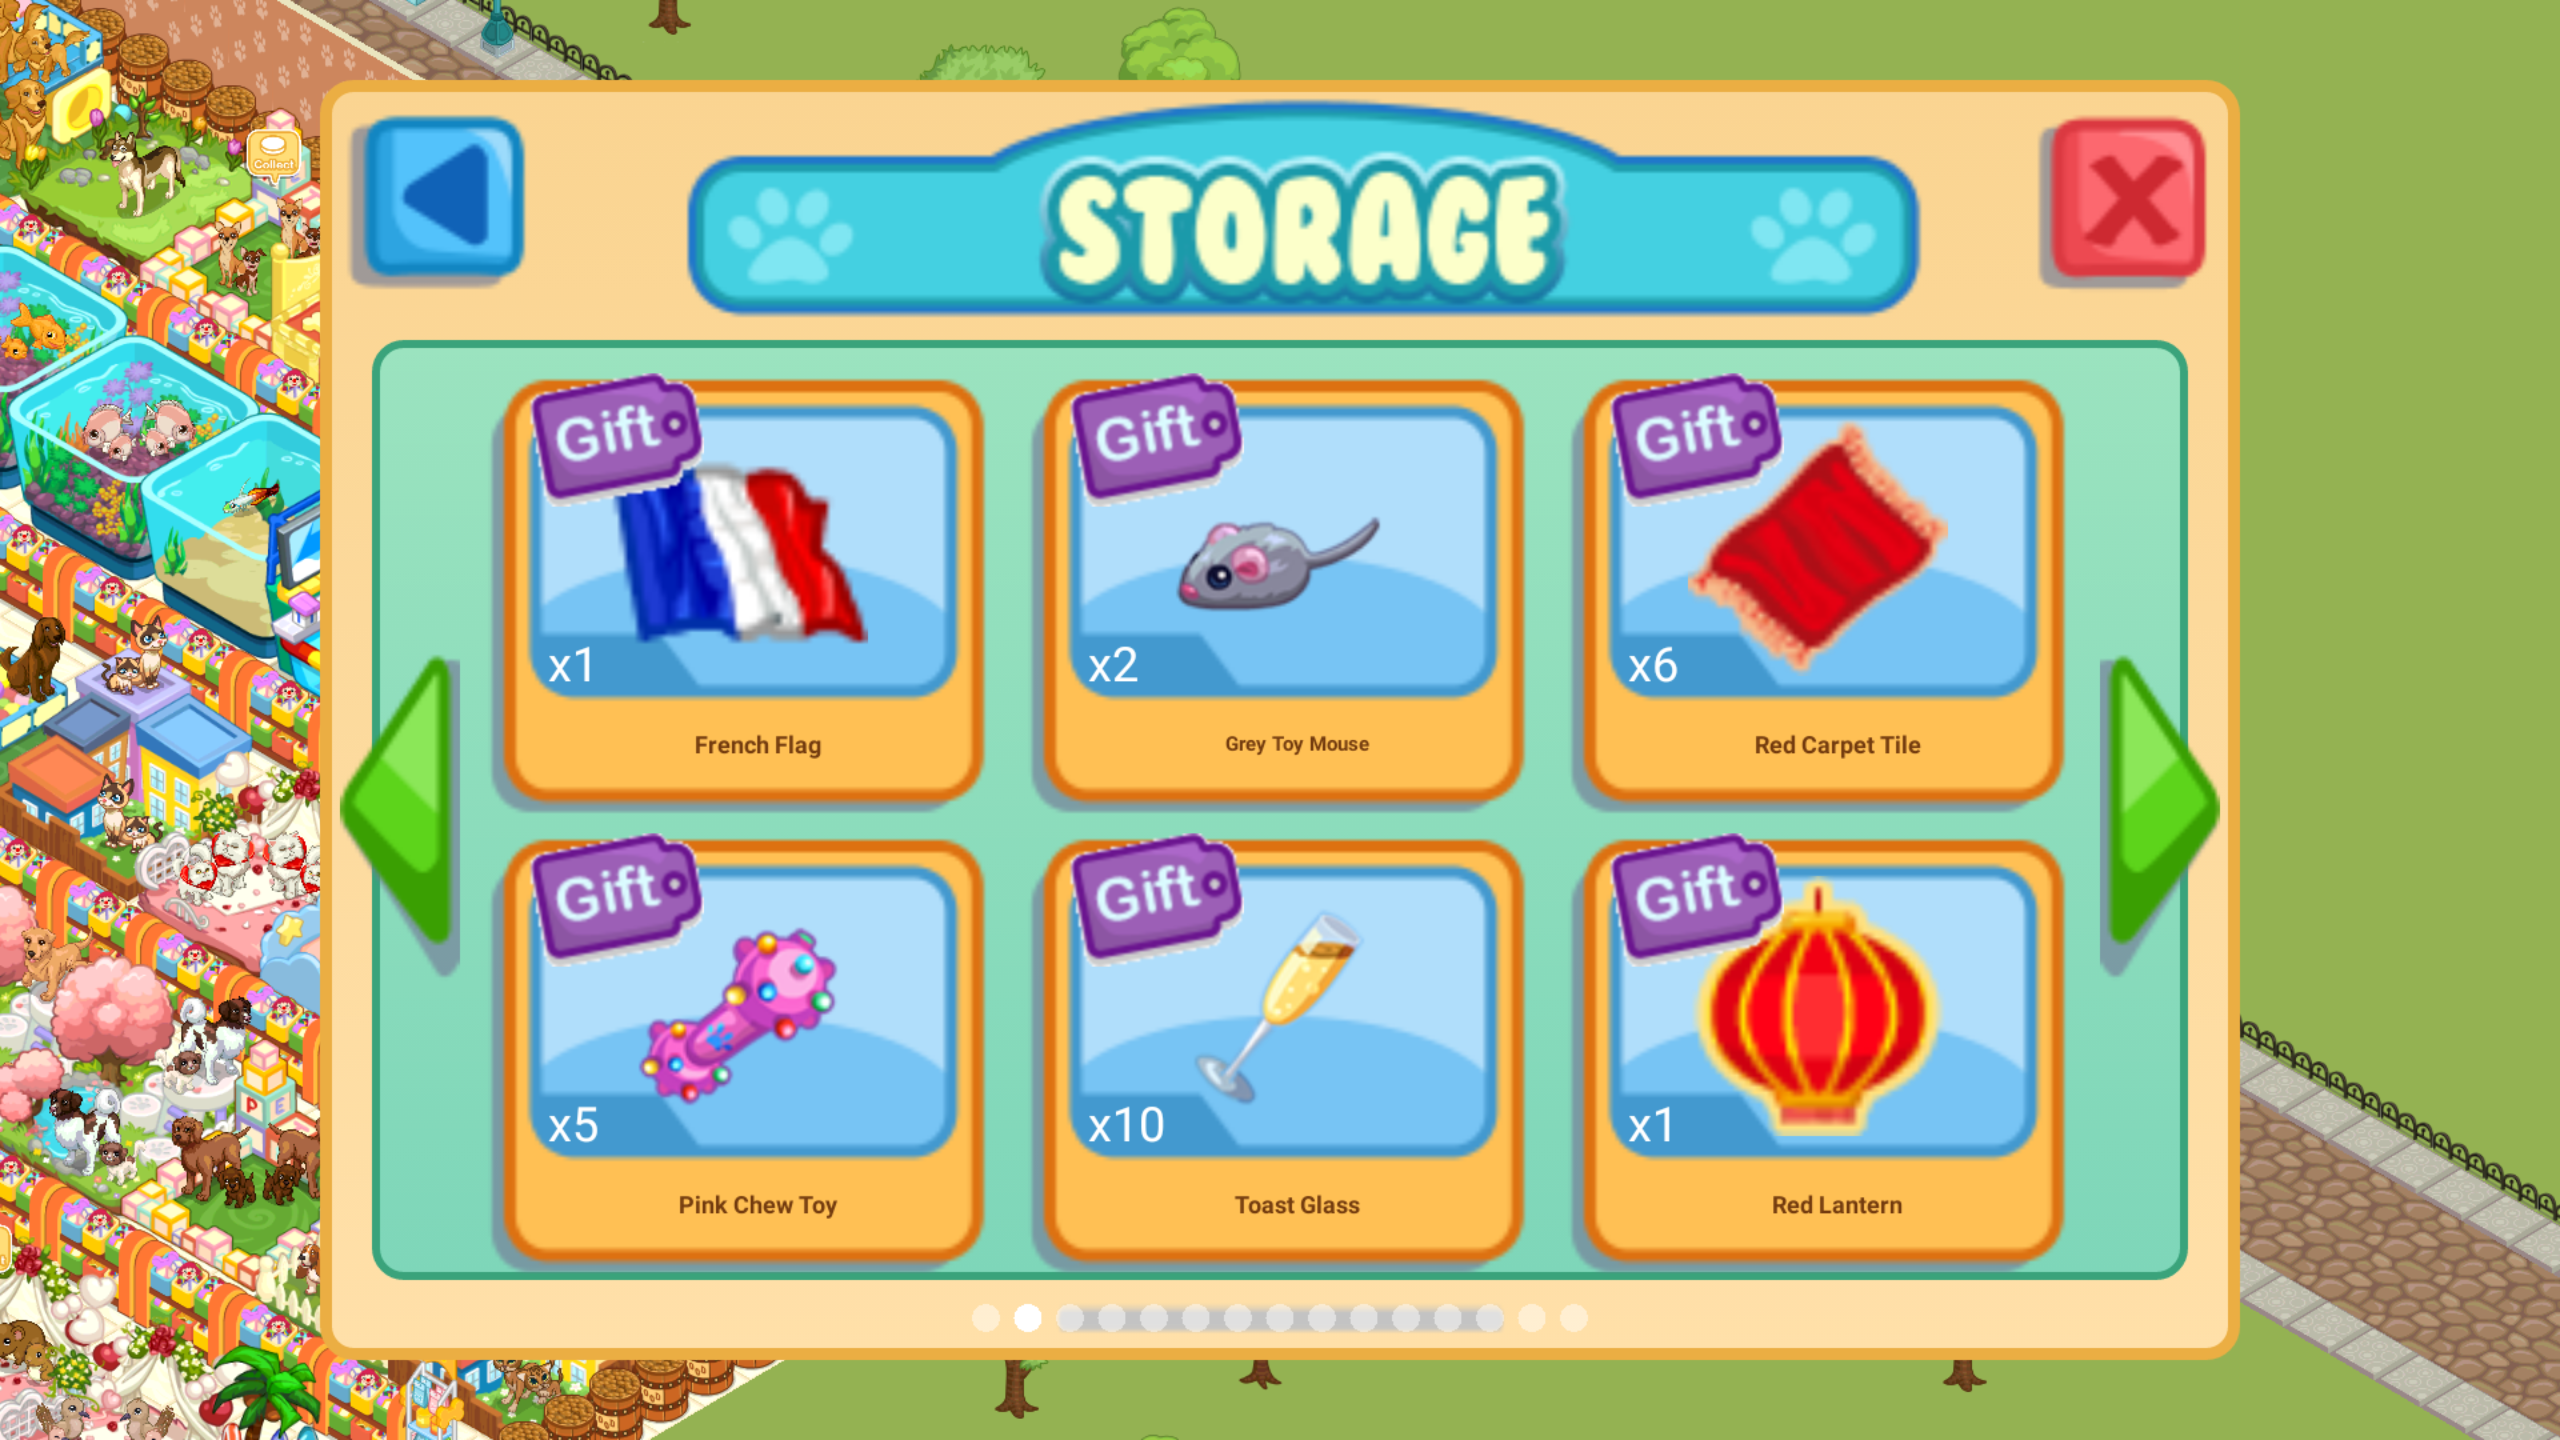 Collect
STORAGE
Gift
x1
French Flag
Gift
x2
Grey Toy Mouse
Gift
x6
Red Carpet Tile
Gift
x5
Pink Chew Toy
Gift
x10
Toast Glass
Gift
x1
Red Lantern
P E